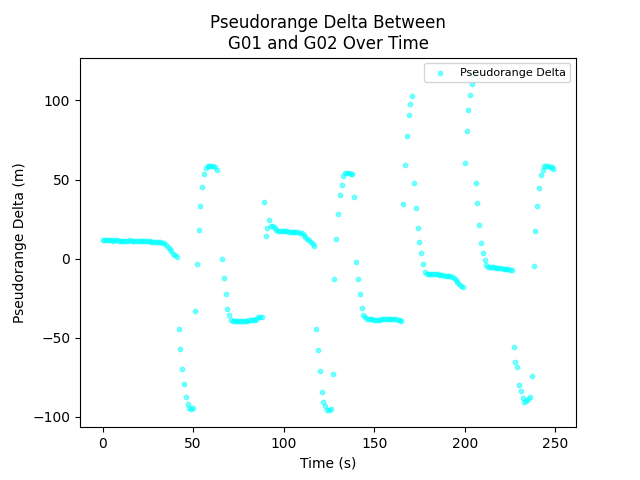 Pseudorange Delta Between
G01 and G02 Over Time
Pseudorange Delta
Pseudorange Delta (m)
100
50
0
−50
−100
0 50 100 150 200 250
Time (s)